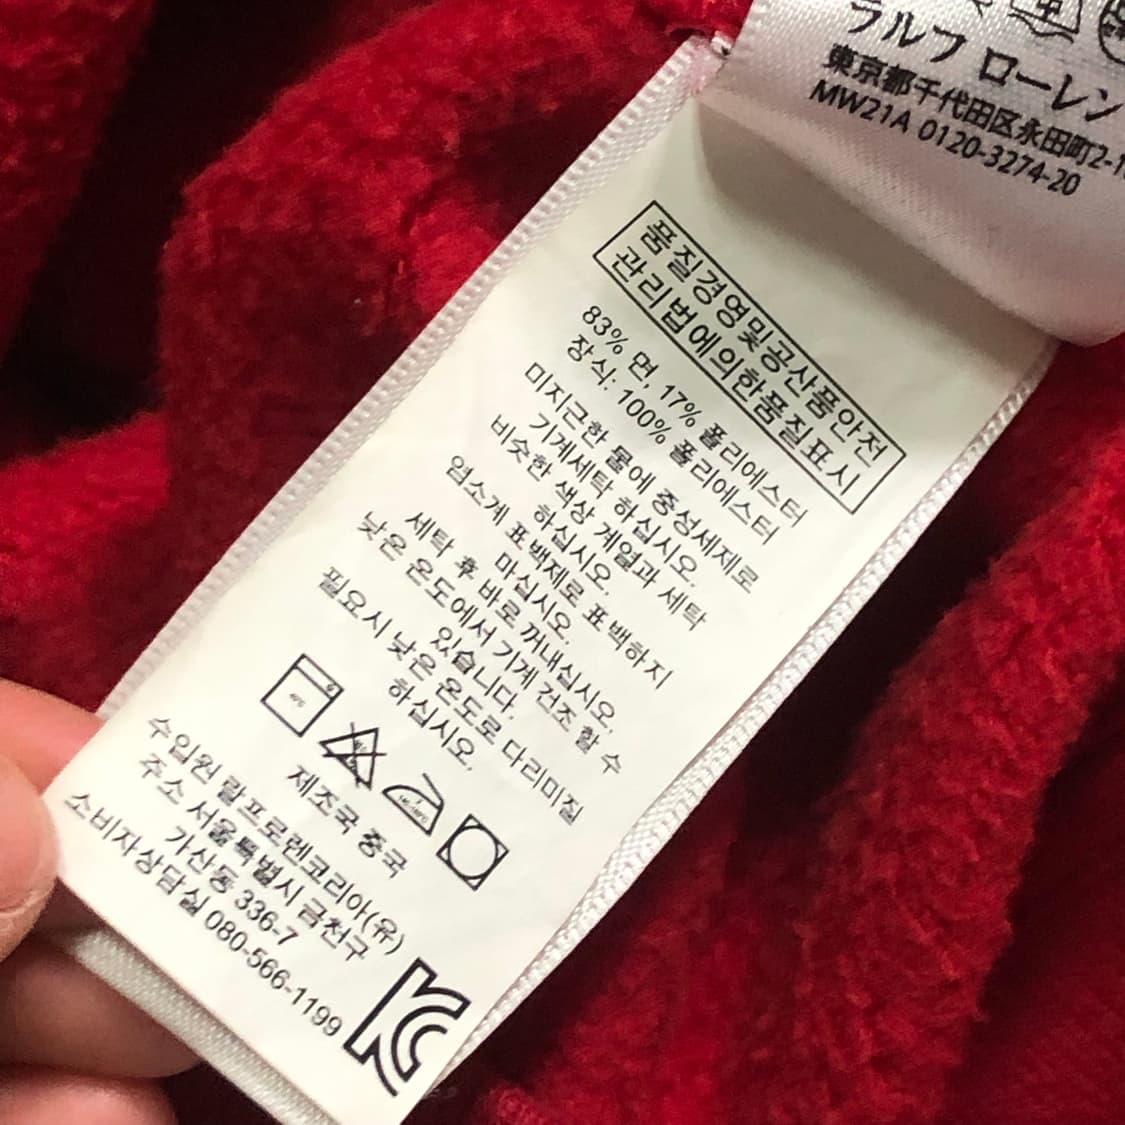 ラルフ ローレン
東京都千代田区永田町2-1
MW21A 0120-3274-20
품질경영및공산품안전
관리법에의한품질표시
83% 면, 17% 폴리에스터
장식: 100% 폴리에스터
미지근한 물에 중성세제로
기계세탁 하십시오.
비슷한 색상 계열과 세탁
하십시오.
염소계 표백제로 표백하지
마십시오.
세탁 후 바로 꺼내십시오.
낮은 온도에서 기계 건조 할 수
있습니다.
필요시 낮은 온도로 다리미질
하십시오.
제조국 중국
수입원 랄프로렌코리아(유)
주소 서울특별시 금천구
가산동 336-7
소비자상담실 080-566-1199